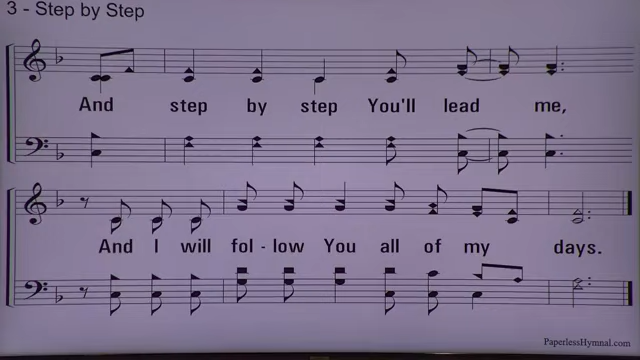 3 - Step by Step
And step by step You'll lead me,
And I will fol - low You all of my days.
PaperlessHymnal.com